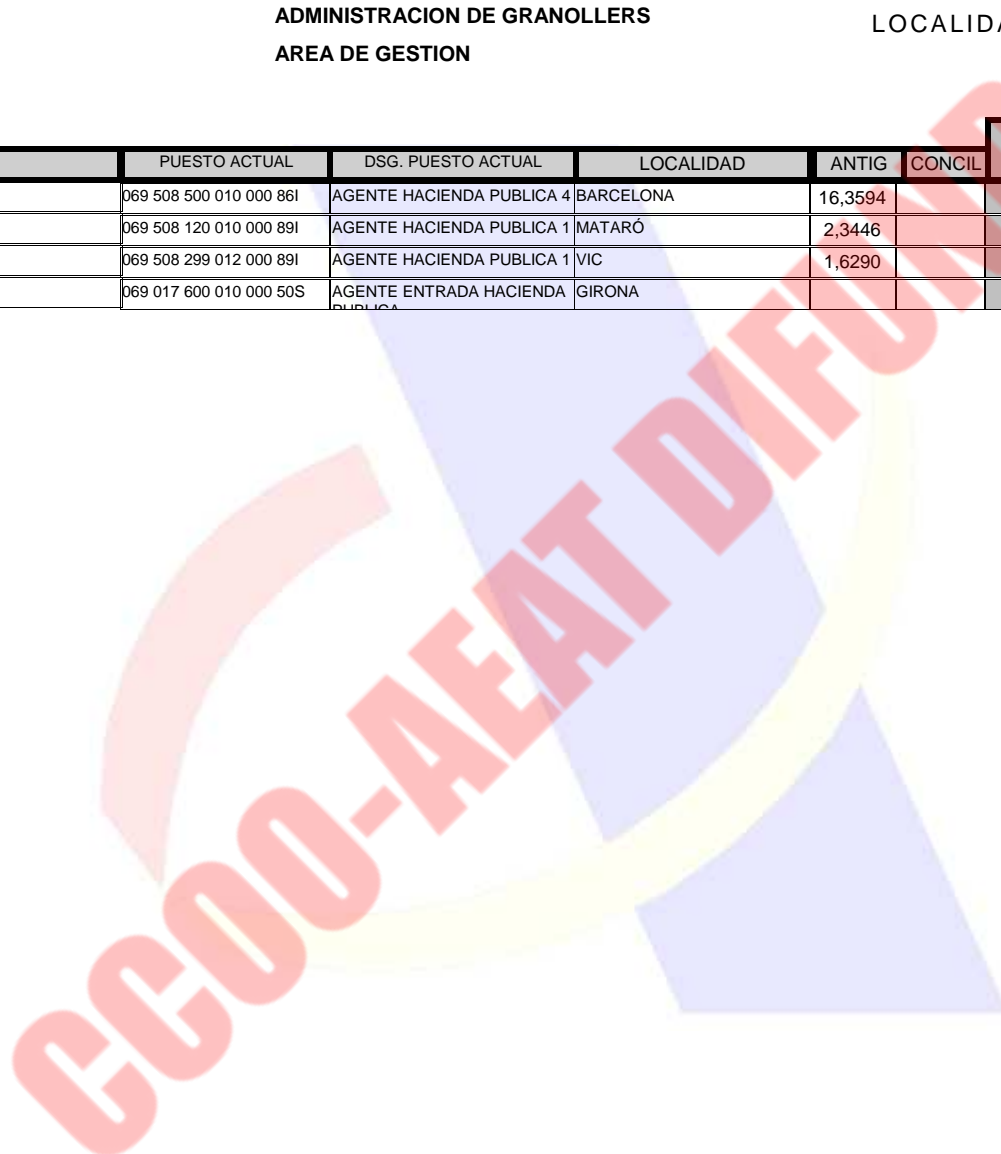 ADMINISTRACION DE GRANOLLERS
LOCALIDA
AREA DE GESTION
PUESTO ACTUAL DSG. PUESTO ACTUAL LOCALIDAD ANTIG CONCIL
069 508 500 010 000 86I AGENTE HACIENDA PUBLICA 4 BARCELONA 16,3594
069 508 120 010 000 89I AGENTE HACIENDA PUBLICA 1 MATARÓ 2,3446
069 508 299 012 000 89I AGENTE HACIENDA PUBLICA 1 VIC 1,6290
069 017 600 010 000 50S AGENTE ENTRADA HACIENDA GIRONA
PUBLICA
CCOO-AEAT DIFUND